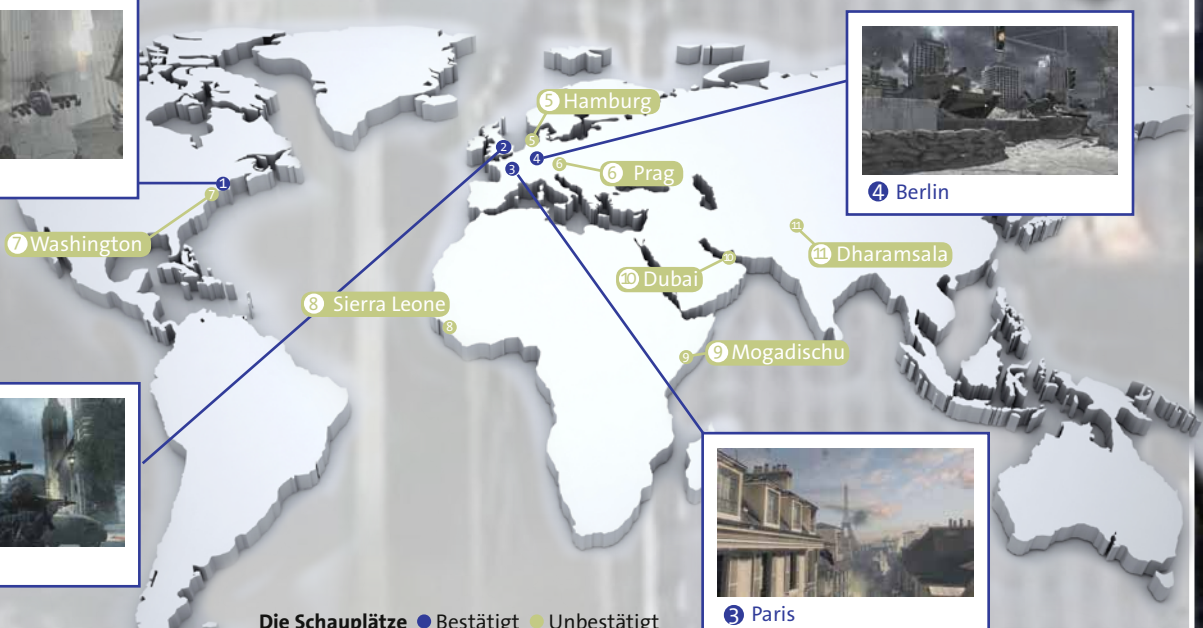 5 Hamburg
5
2
4
3
6
6 Prag
4 Berlin
1
7
7 Washington
11
11 Dharamsala
10
10 Dubai
8 Sierra Leone
8
9
9 Mogadischu
3 Paris
Die Schauplätze Bestätigt Unbestätigt